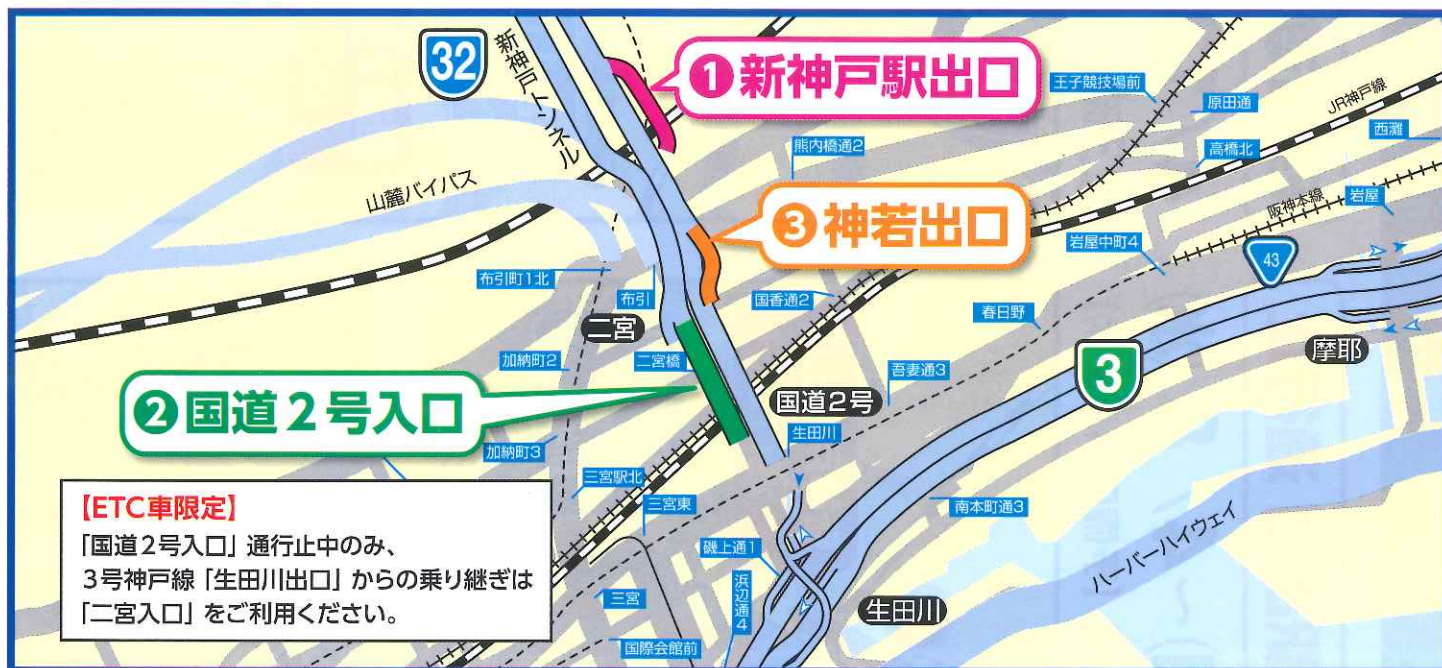 32
新神戸トンネル
❶新神戸駅出口
王子競技場前
原田通
JR神戸線
西灘
熊内橋通2
高橋北
山麓バイパス
❸神若出口
阪神本線
岩屋
岩屋中町4
43
布引町1北
布引
国香通2
春日野
二宮
加納町2
二宮橋
吾妻通3
3
摩耶
❷国道2号入口
国道2号
生田川
加納町3
三宮駅北
三宮東
南本町通3
ハーバーハイウェイ
磯上通1
浜辺通4
三宮
生田川
国際会館前
【ETC車限定】
「国道2号入口」通行止中のみ、
3号神戸線「生田川出口」からの乗り継ぎは
「二宮入口」をご利用ください。